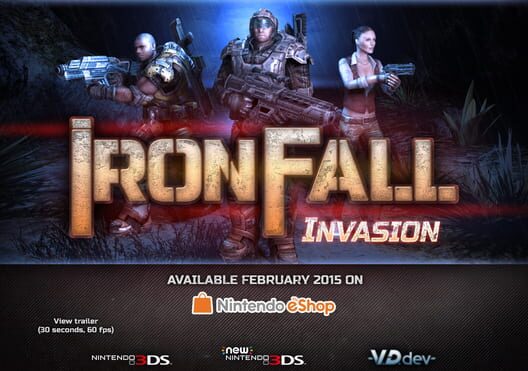 IRONFALL
INVASION
AVAILABLE FEBRUARY 2015 ON
Nintendo eShop
View trailer
(30 seconds, 60 fps)
NINTENDO 3DS
new NINTENDO 3DS
-VDdev-